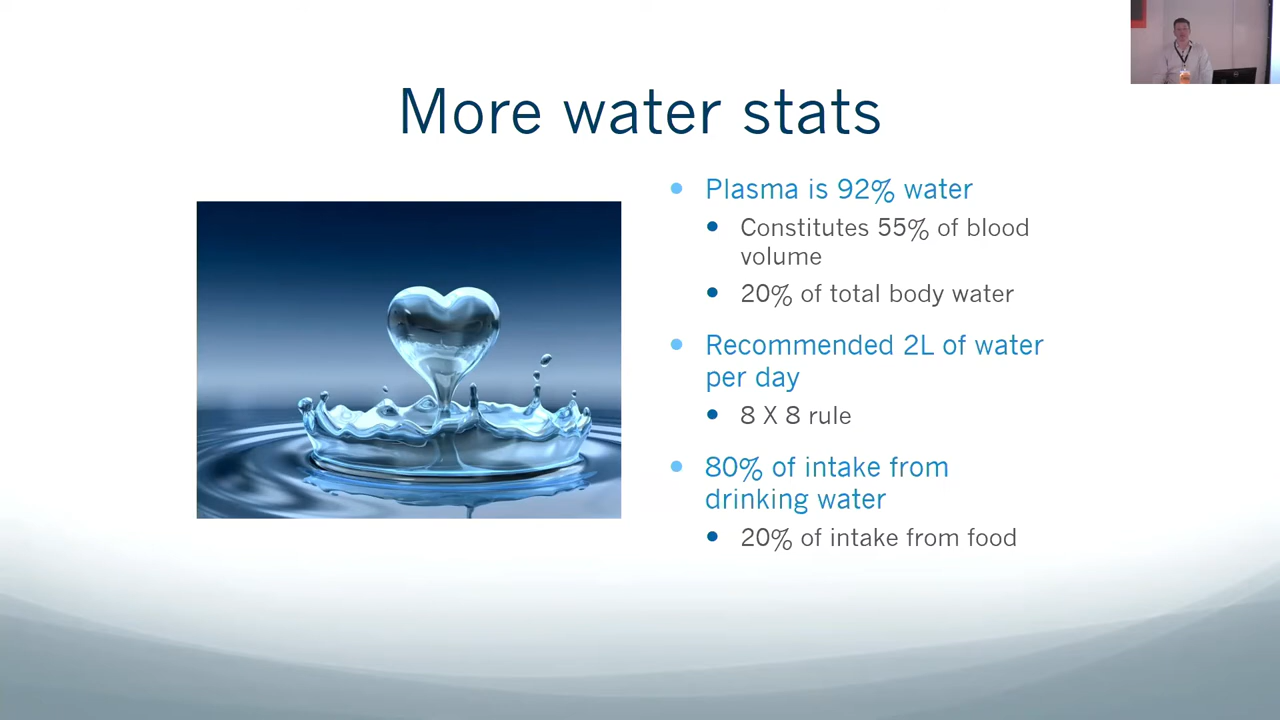 More water stats
Plasma is 92% water
Constitutes 55% of blood
volume
20% of total body water
Recommended 2L of water
per day
8 X 8 rule
80% of intake from
drinking water
20% of intake from food